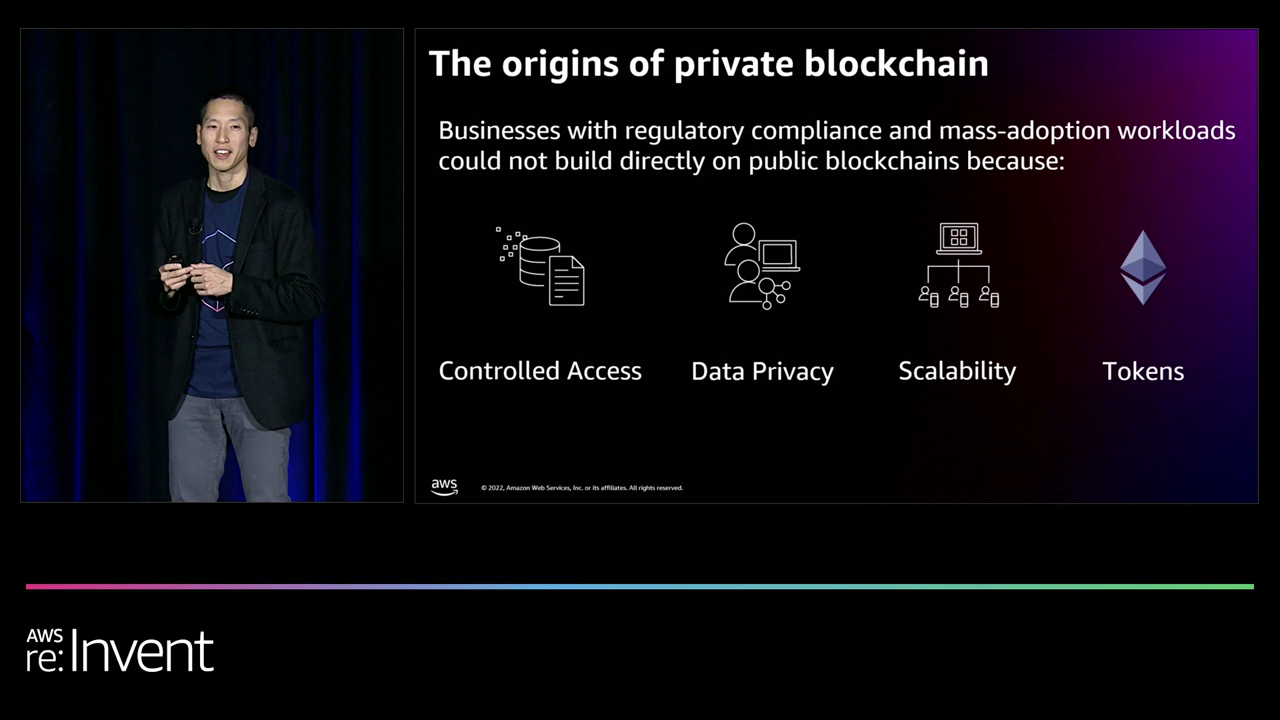 The origins of private blockchain
Businesses with regulatory compliance and mass-adoption workloads
could not build directly on public blockchains because:
Controlled Access
Data Privacy
Scalability
Tokens
aws
© 2022, Amazon Web Services, Inc. or its affiliates. All rights reserved.
AWS
re:Invent